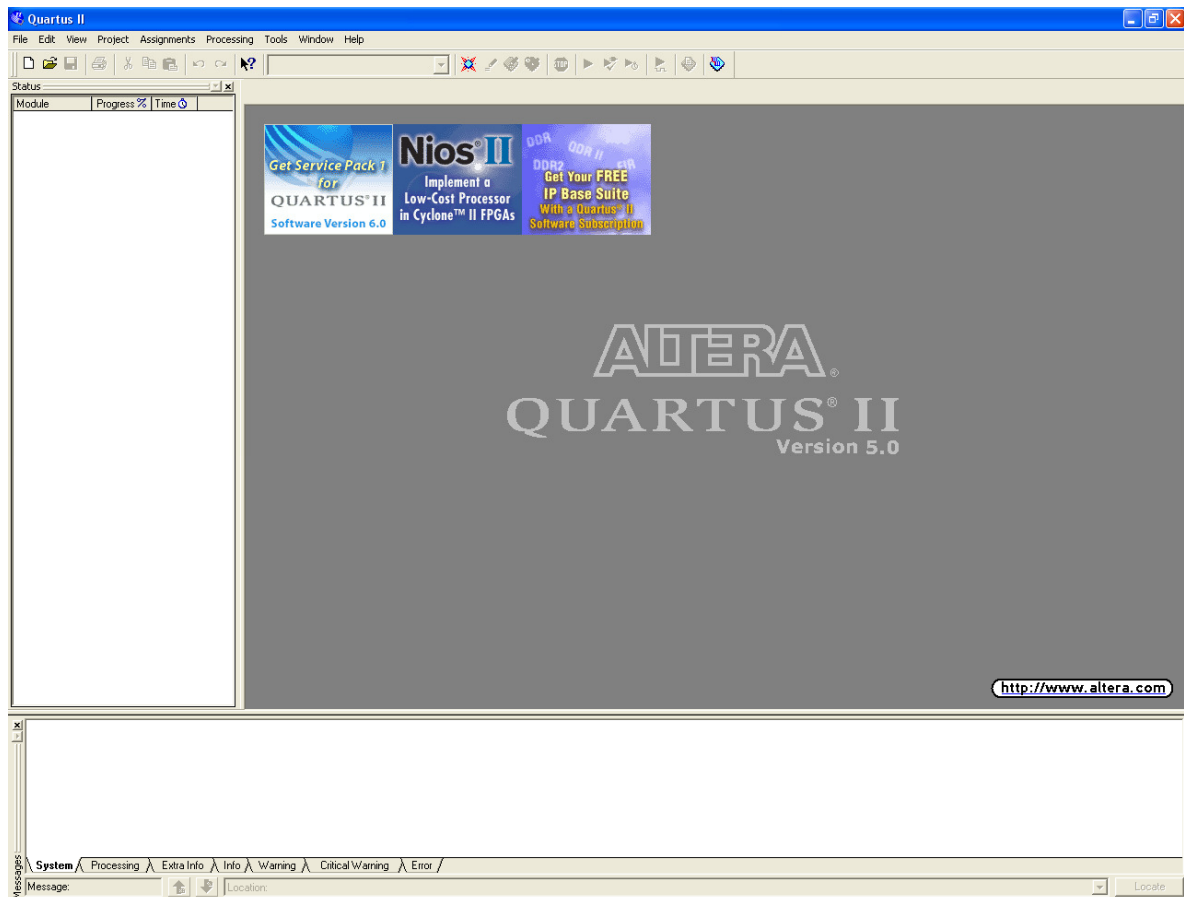 Quartus II
File Edit View Project Assignments Processing Tools Window Help
STOP
Status
Module Progress % Time
Get Service Pack 1
for
QUARTUS® II
Software Version 6.0
Nios® II
Implement a
Low-Cost Processor
in Cyclone™ II FPGAs
DDR
QDR II
DDR2
FIR
Get Your FREE
IP Base Suite
With a Quartus® II
Software Subscription
ALTERA®
QUARTUS® II
Version 5.0
http://www.altera.com
Messages
System Processing Extra Info Info Warning Critical Warning Error
Message: Location: Locate